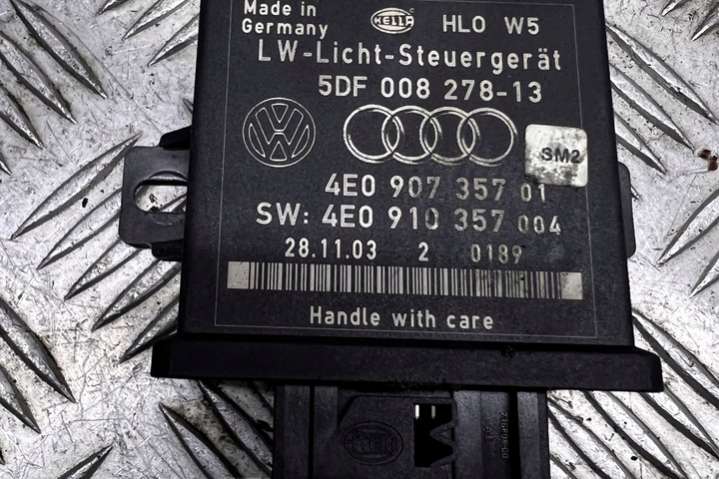 Made in
Germany
HELLA
HLO W5
LW-Licht-Steuergerät
5DF 008 278-13
SM2
4E0 907 357 01
SW: 4E0 910 357 004
28.11.03 2 0189
Handle with care
HELLA